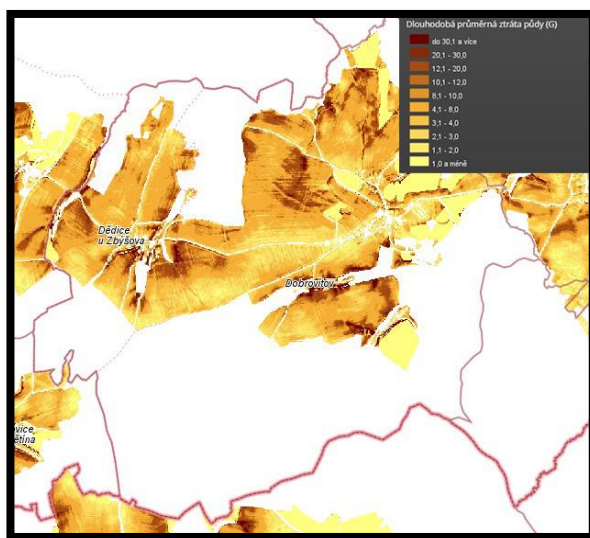 Dlouhodobá průměrná ztráta půdy (G)
do 30,1 a více
20,1 - 30,0
12,1 - 20,0
10,1 - 12,0
8,1 - 10,0
4,1 - 8,0
3,1 - 4,0
2,1 - 3,0
1,1 - 2,0
1,0 a méně
Dědice
u Zbýšova
Dobrovítov
vice
ětína